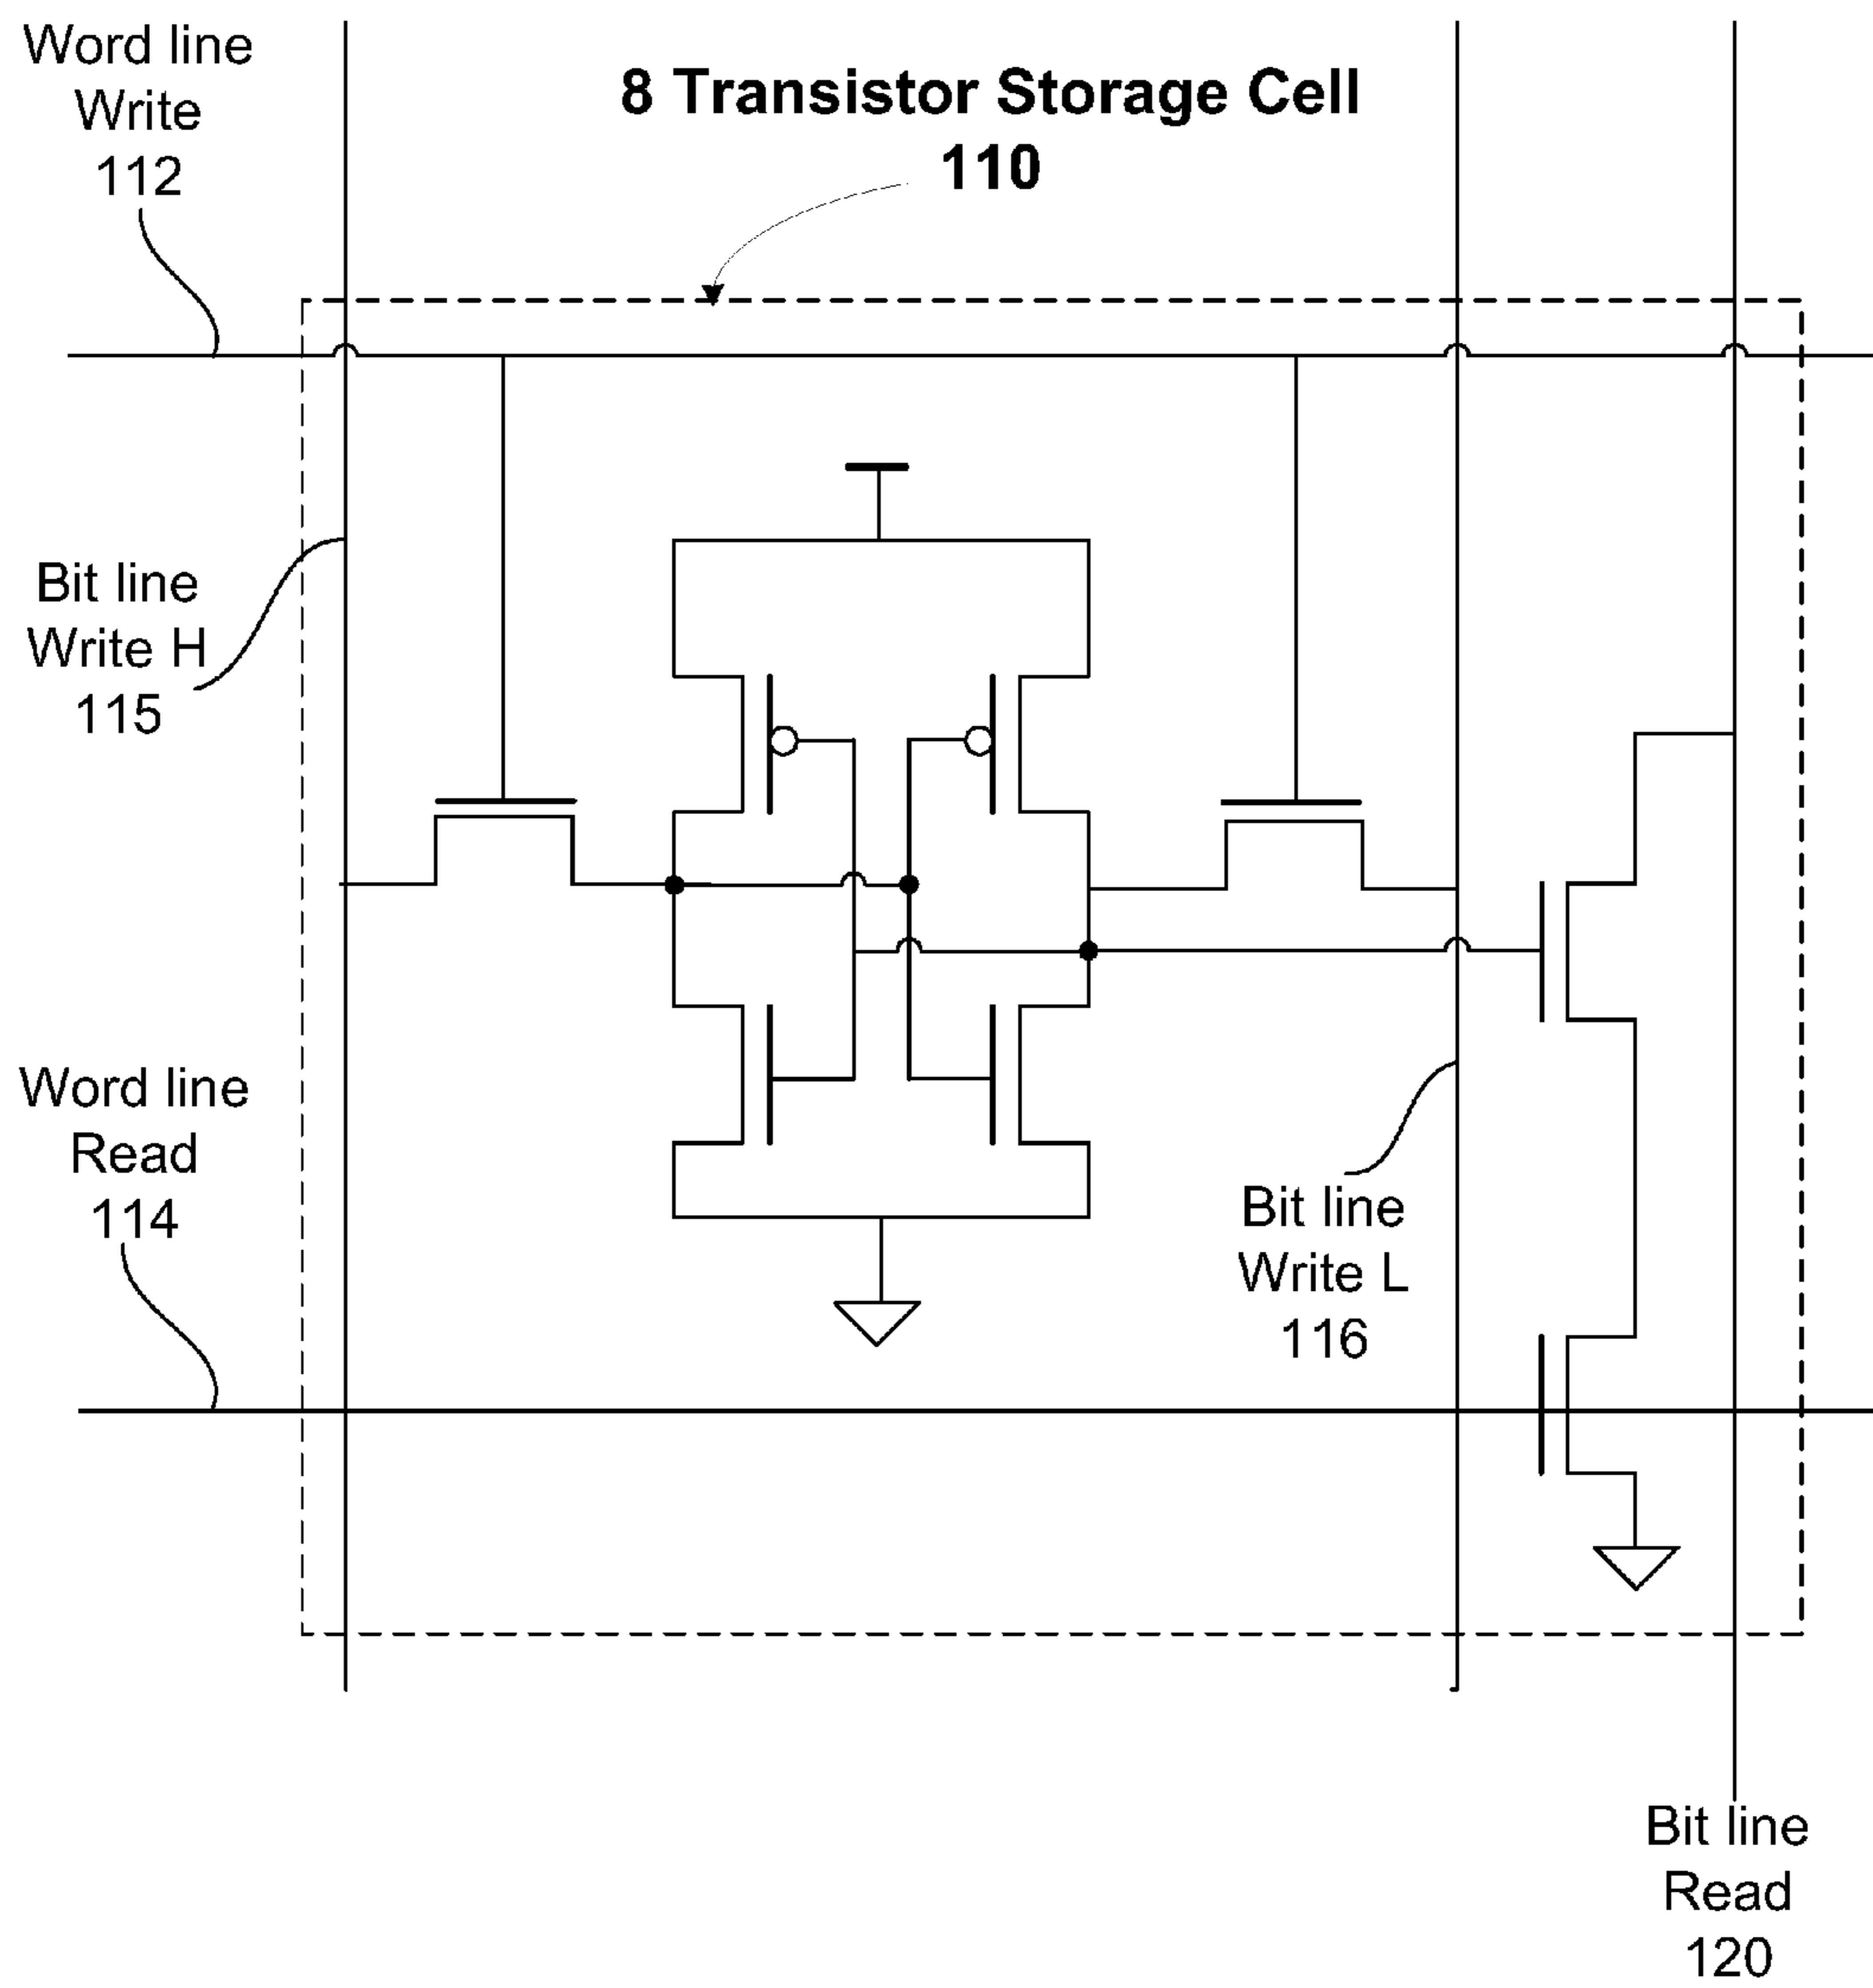 Word line
Write
112
8 Transistor Storage Cell
110
Bit line
Write H
115
Word line
Read
114
Bit line
Write L
116
Bit line
Read
120